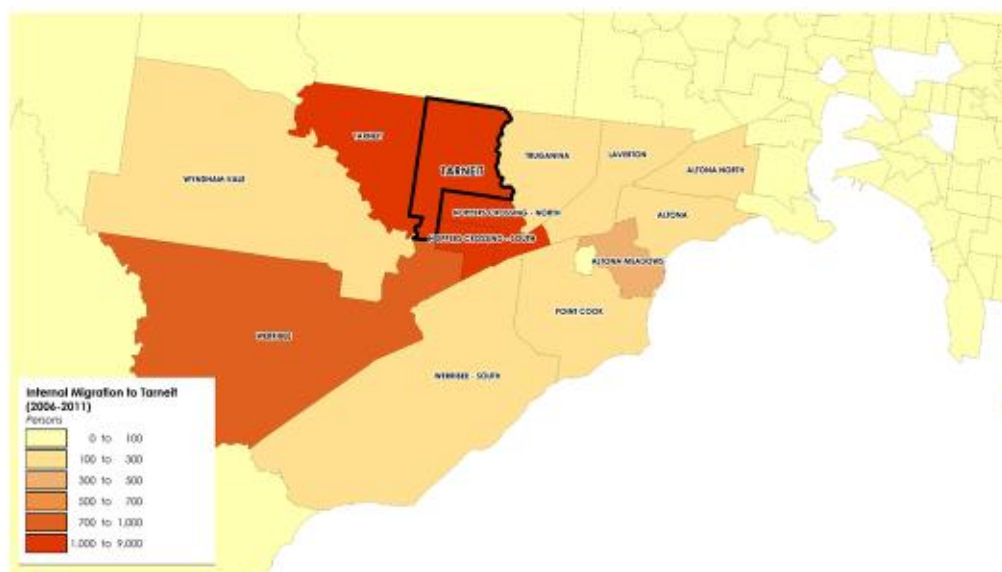 TARNEIT
TRUGANINA
LAVERTON
ALTONA NORTH
WYNDHAM VALE
TARNEIT
HOPPERS CROSSING - NORTH
ALTONA
HOPPERS CROSSING - SOUTH
ALTONA MEADOWS
POINT COOK
WERRIBEE
WERRIBEE - SOUTH
Internal Migration to Tarneit
(2006-2011)
Persons
0 to 100
100 to 300
300 to 500
500 to 700
700 to 1,000
1,000 to 9,000